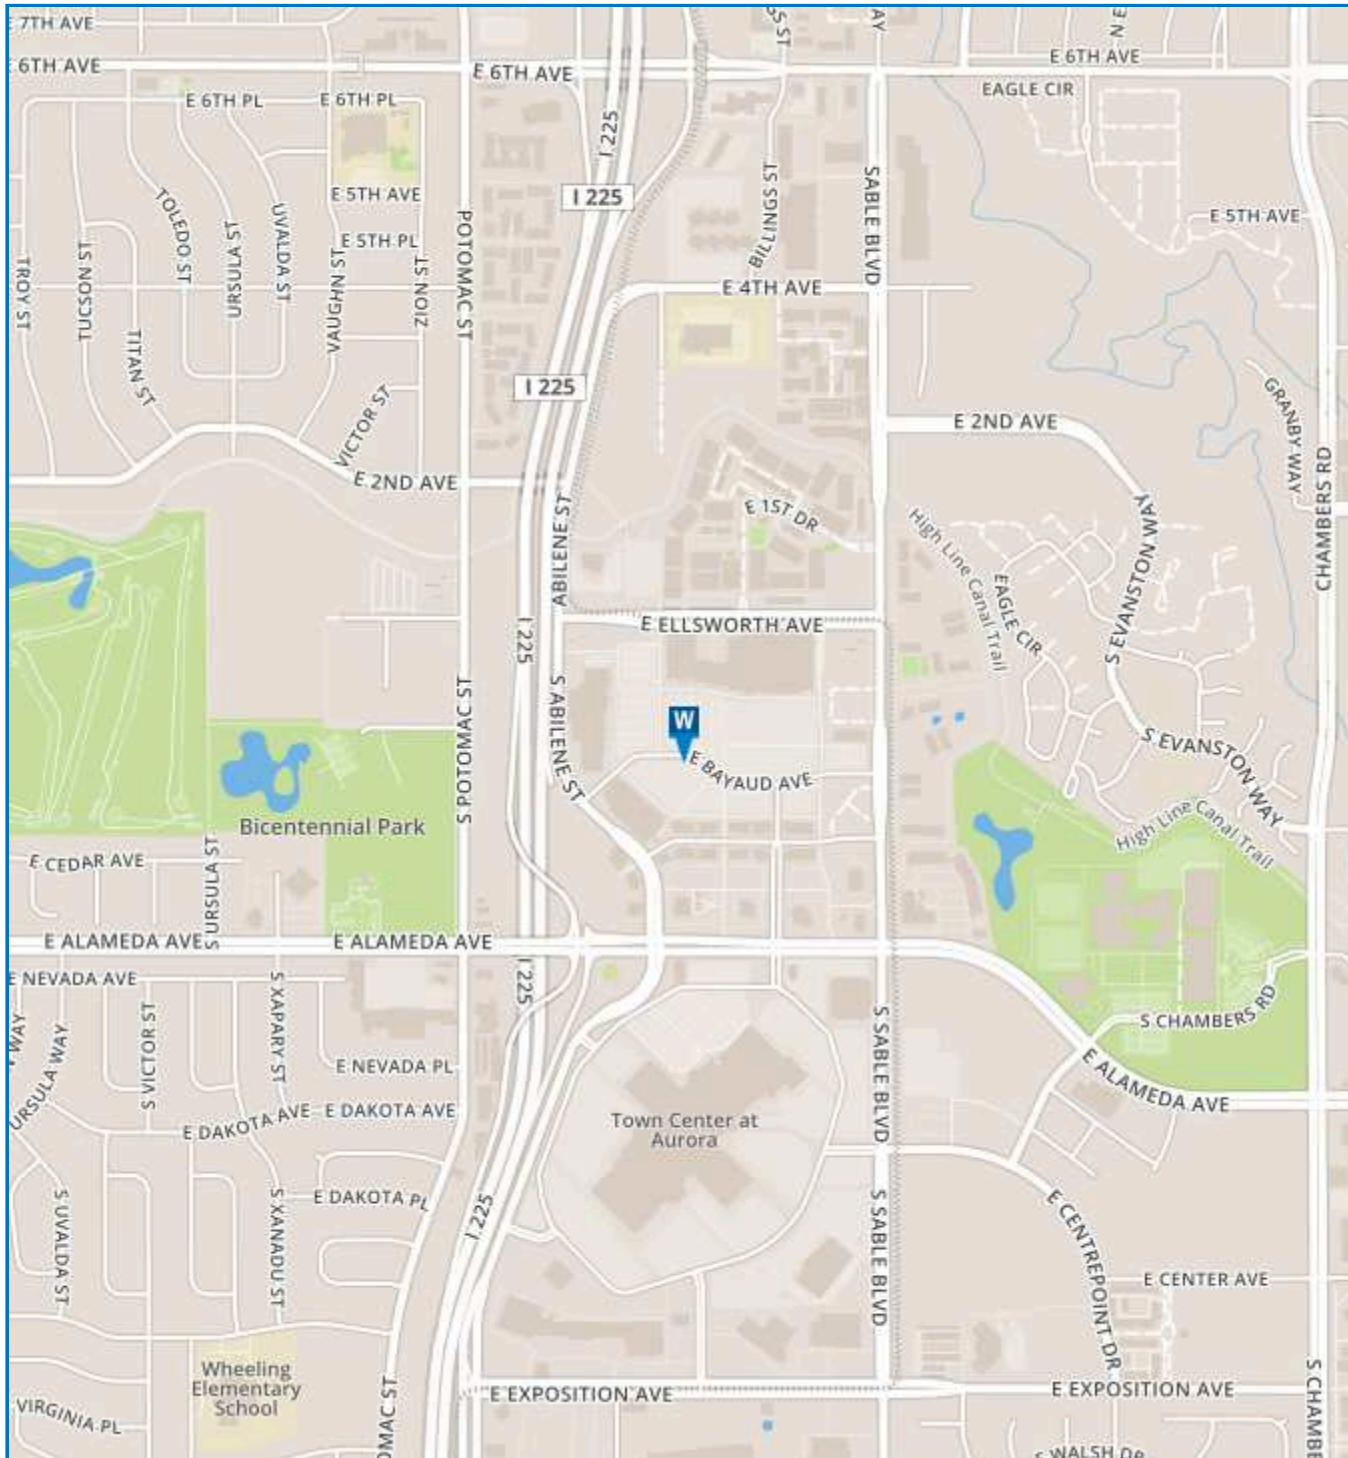 E 7TH AVE
E 6TH AVE
E 6TH AVE
E 6TH AVE
EAGLE CIR
E 6TH PL
E 6TH PL
I 225
I 225
E 5TH AVE
E 5TH AVE
E 5TH PL
TROY ST
TUCSON ST
TITAN ST
TOLEDO ST
URSULA ST
UVALDA ST
VAUGHN ST
ZION ST
VICTOR ST
POTOMAC ST
BILLINGS ST
SABLE BLVD
E 4TH AVE
I 225
E 2ND AVE
E 2ND AVE
GRANBY WAY
CHAMBERS RD
ABILENE ST
E 1ST DR
High Line Canal Trail
EAGLE CIR
S EVANSTON WAY
E ELLSWORTH AVE
I 225
S POTOMAC ST
S ABILENE ST
W
E BAYAUD AVE
S EVANSTON WAY
High Line Canal Trail
Bicentennial Park
E CEDAR AVE
S URSULA ST
E ALAMEDA AVE
E ALAMEDA AVE
E NEVADA AVE
I 225
WAY
URSULA WAY
S VICTOR ST
S XAPARY ST
E NEVADA PL
S CHAMBERS RD
S SABLE BLVD
E ALAMEDA AVE
E DAKOTA AVE
E DAKOTA AVE
Town Center at
Aurora
S UVALDA ST
S XANADU ST
E DAKOTA PL
I 225
S SABLE BLVD
E CENTREPOINT DR
E CENTER AVE
Wheeling
Elementary
School
VIRGINIA PL
OMAC ST
E EXPOSITION AVE
E EXPOSITION AVE
S CHAMBE
S WALSH DR